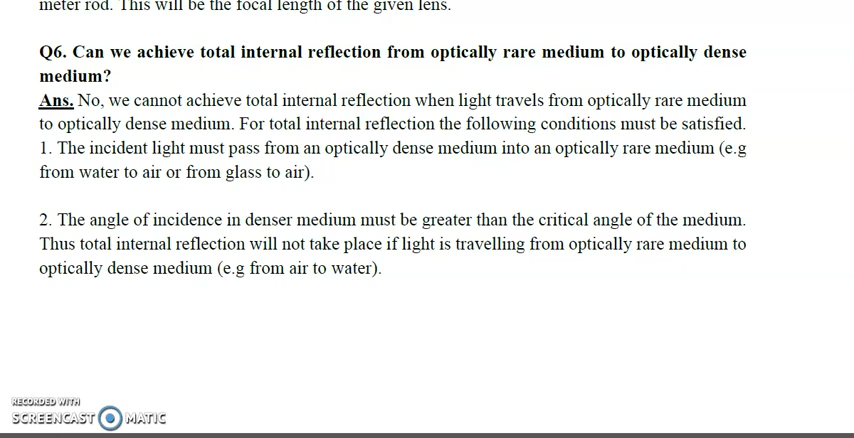 meter rod. This will be the focal length of the given lens.
Q6. Can we achieve total internal reflection from optically rare medium to optically dense
medium?
Ans. No, we cannot achieve total internal reflection when light travels from optically rare medium
to optically dense medium. For total internal reflection the following conditions must be satisfied.
1. The incident light must pass from an optically dense medium into an optically rare medium (e.g
from water to air or from glass to air).
2. The angle of incidence in denser medium must be greater than the critical angle of the medium.
Thus total internal reflection will not take place if light is travelling from optically rare medium to
optically dense medium (e.g from air to water).
RECORDED WITH
SCREENCAST MATIC